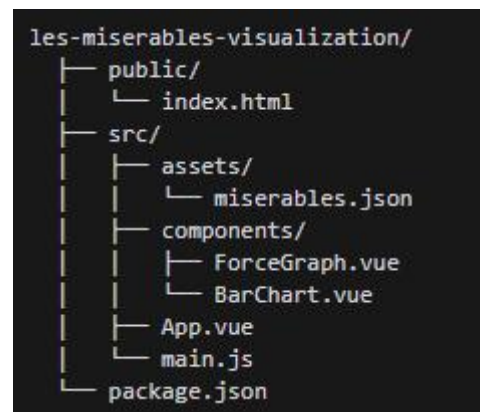 les-miserables-visualization/
├── public/
│   └── index.html
├── src/
│   ├── assets/
│   │   └── miserables.json
│   ├── components/
│   │   ├── ForceGraph.vue
│   │   └── BarChart.vue
│   ├── App.vue
│   └── main.js
└── package.json